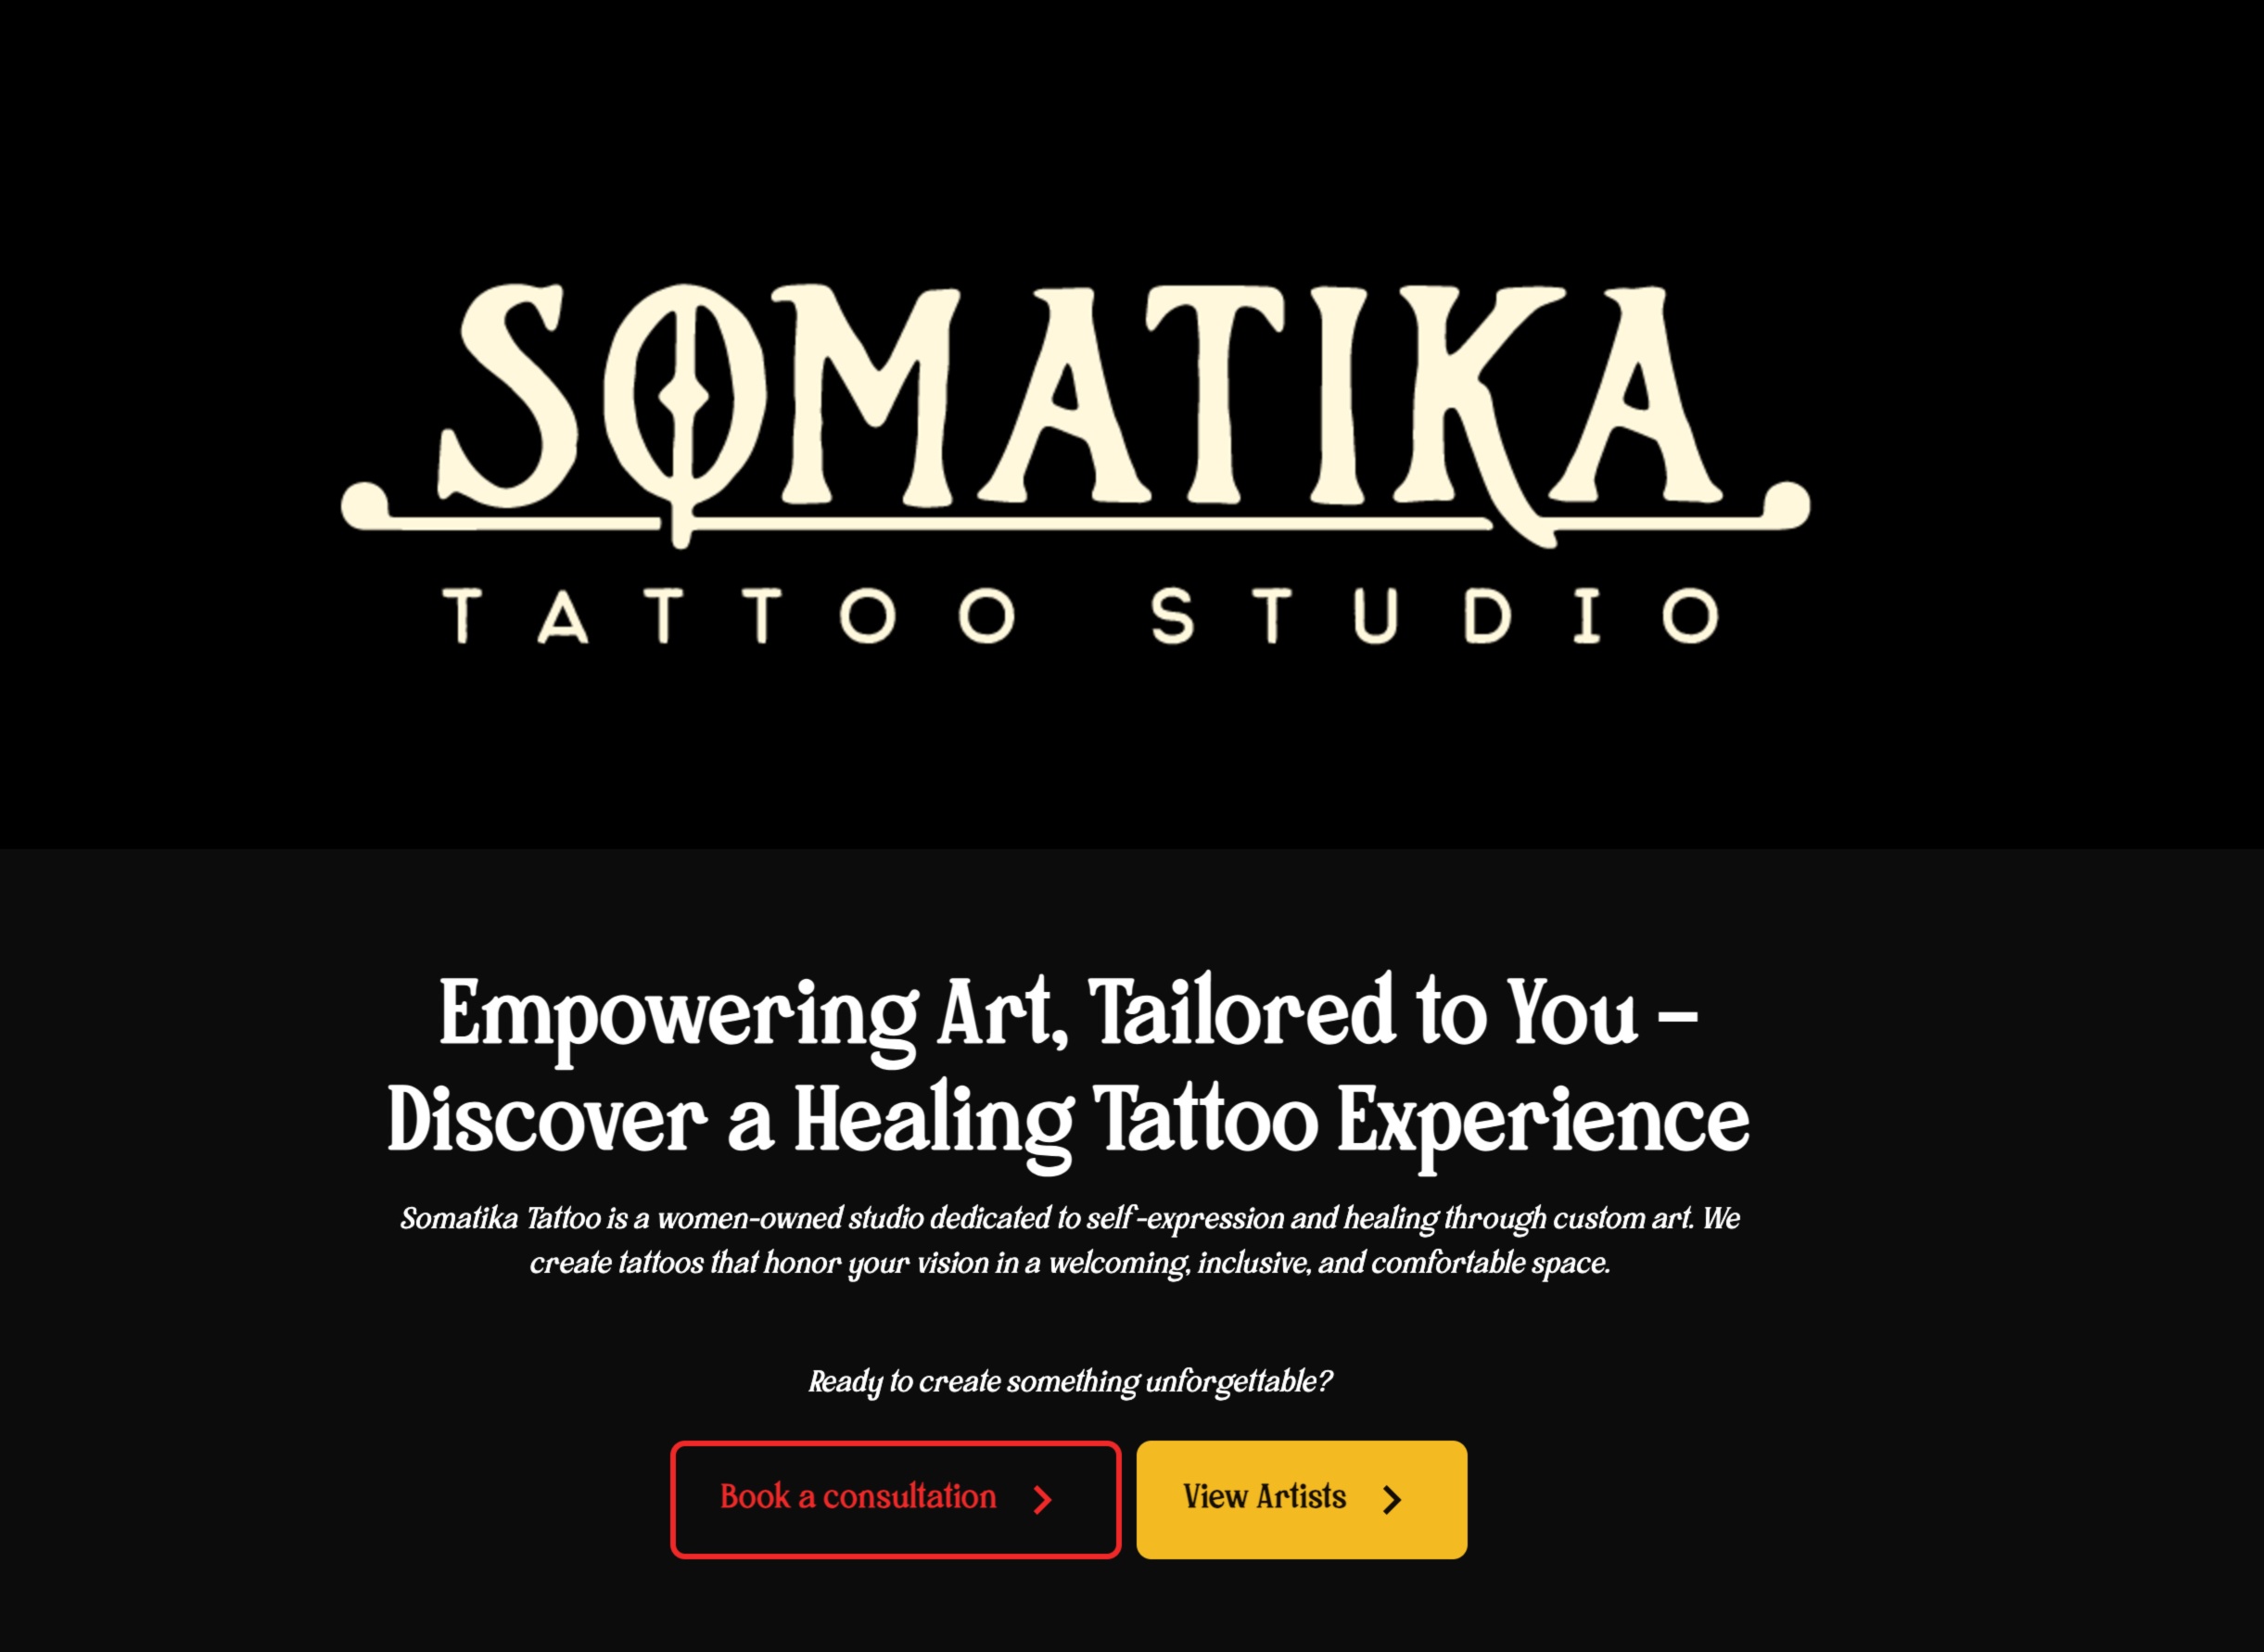 SOMATIKA
TATTOO STUDIO
Empowering Art, Tailored to You –
Discover a Healing Tattoo Experience
Somatika Tattoo is a women-owned studio dedicated to self-expression and healing through custom art. We
create tattoos that honor your vision in a welcoming, inclusive, and comfortable space.
Ready to create something unforgettable?
Book a consultation
View Artists